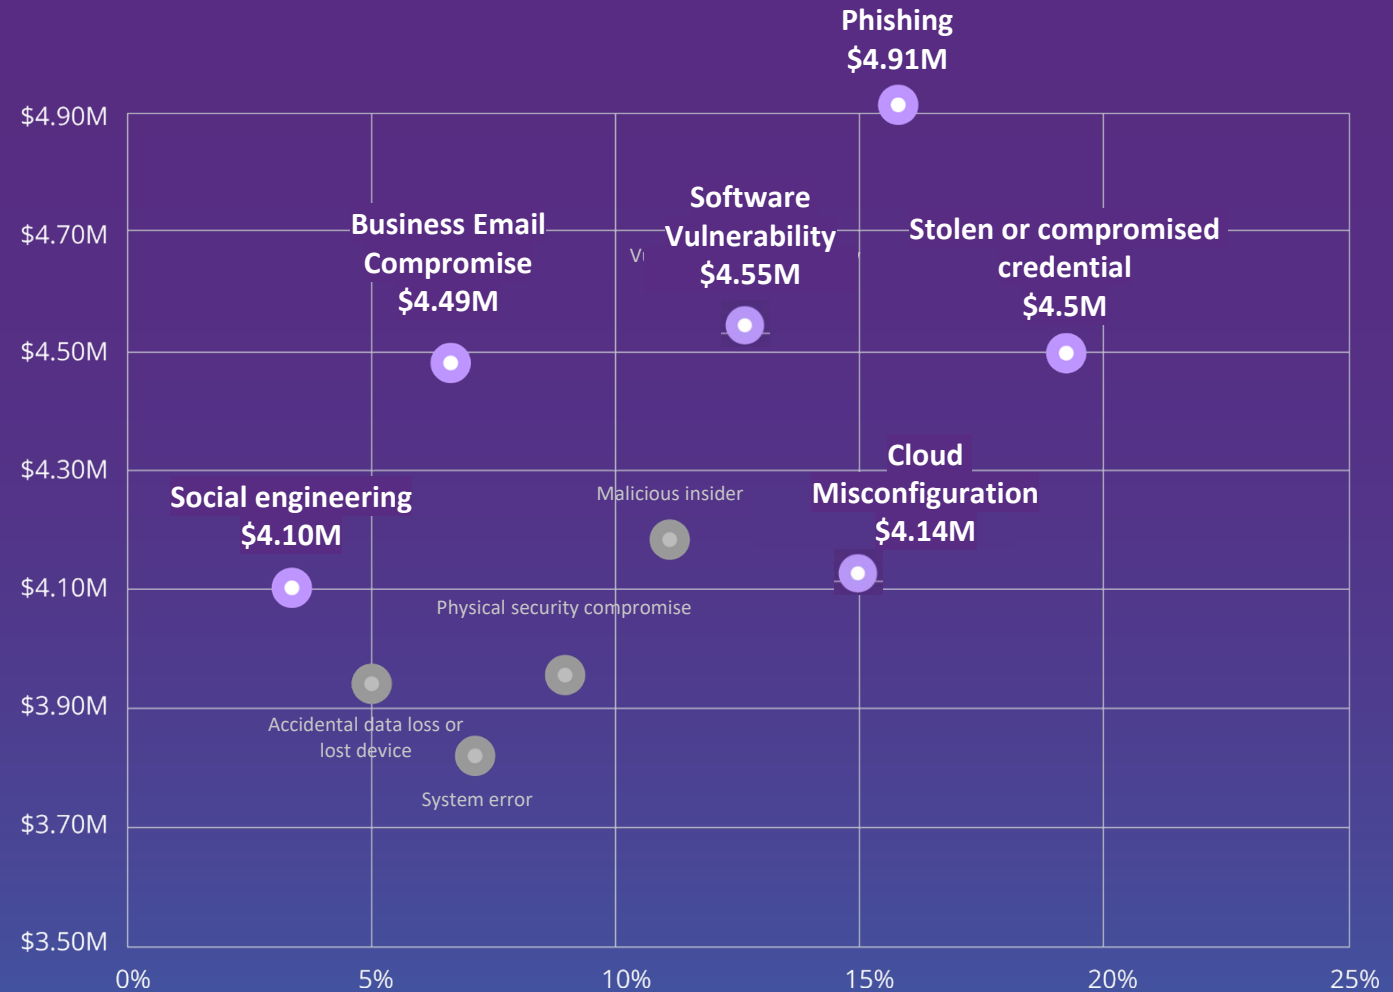 Phishing
$4.91M
$4.90M
Software
Vulnerability
$4.55M
Business Email
Compromise
$4.49M
Stolen or compromised
credential
$4.5M
$4.70M
$4.50M
Cloud
Misconfiguration
$4.14M
$4.30M
Social engineering
$4.10M
Malicious insider
$4.10M
Physical security compromise
$3.90M
Accidental data loss or
lost device
System error
$3.70M
$3.50M
0%
5%
10%
15%
20%
25%